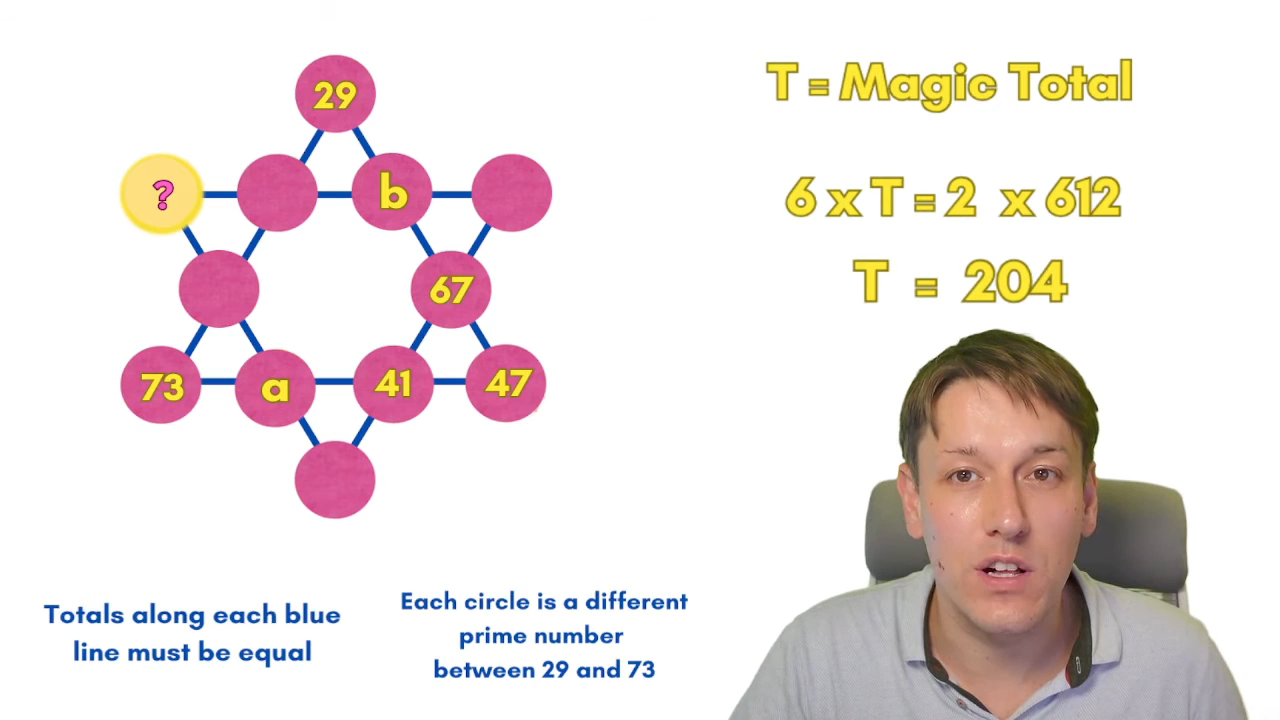 29
?
b
67
73
a
41
47
T = Magic Total
6 x T = 2 x 612
T = 204
Totals along each blue
line must be equal
Each circle is a different
prime number
between 29 and 73